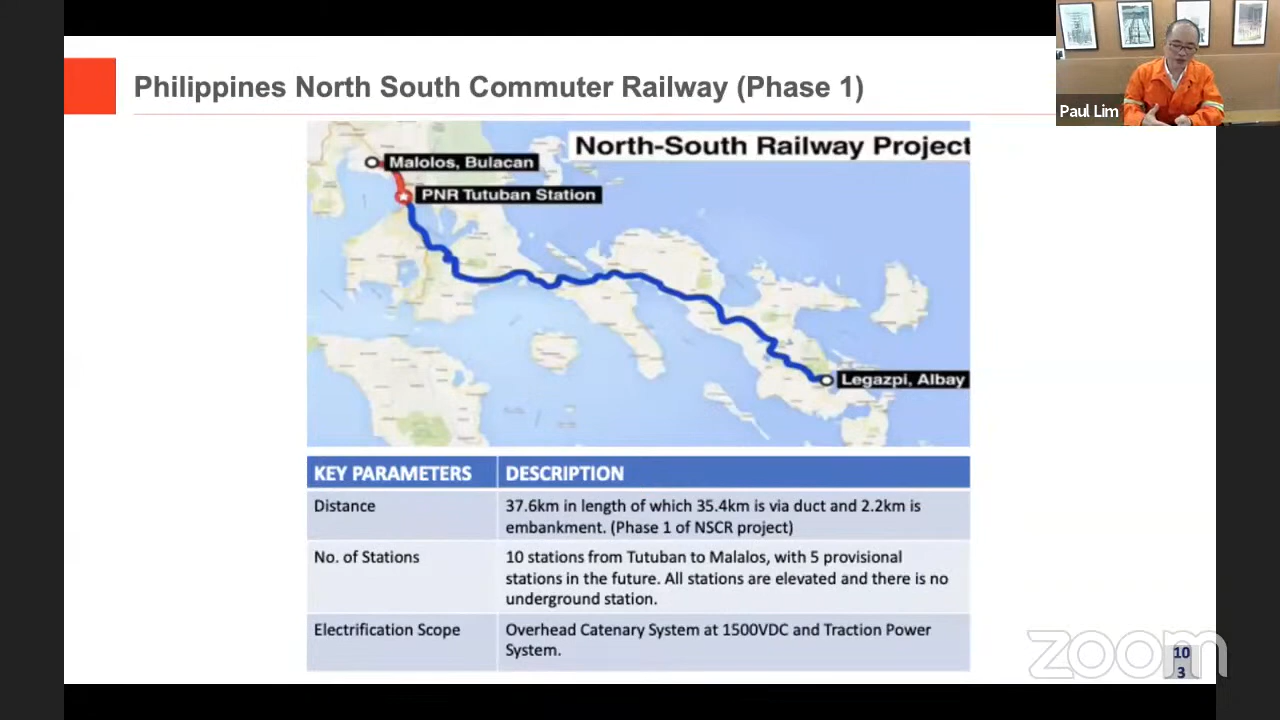 Philippines North South Commuter Railway (Phase 1)
Paul Lim
North-South Railway Project
Malolos, Bulacan
PNR Tutuban Station
Legazpi, Albay
KEY PARAMETERS DESCRIPTION
Distance 37.6km in length of which 35.4km is via duct and 2.2km is
embankment. (Phase 1 of NSCR project)
No. of Stations 10 stations from Tutuban to Malalos, with 5 provisional
stations in the future. All stations are elevated and there is no
underground station.
Electrification Scope Overhead Catenary System at 1500VDC and Traction Power
System.
zoom
10
3